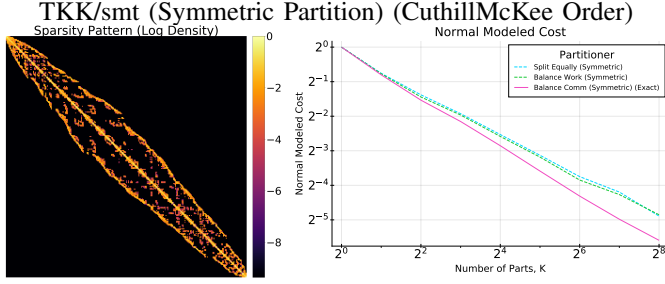 TKK/smt (Symmetric Partition) (CuthillMcKee Order)
Sparsity Pattern (Log Density)
0
−2
−4
−6
−8
Normal Modeled Cost
Normal Modeled Cost
2^0
2^−1
2^−2
2^−3
2^−4
2^−5
Partitioner
Split Equally (Symmetric)
Balance Work (Symmetric)
Balance Comm (Symmetric) (Exact)
2^0 2^2 2^4 2^6 2^8
Number of Parts, K